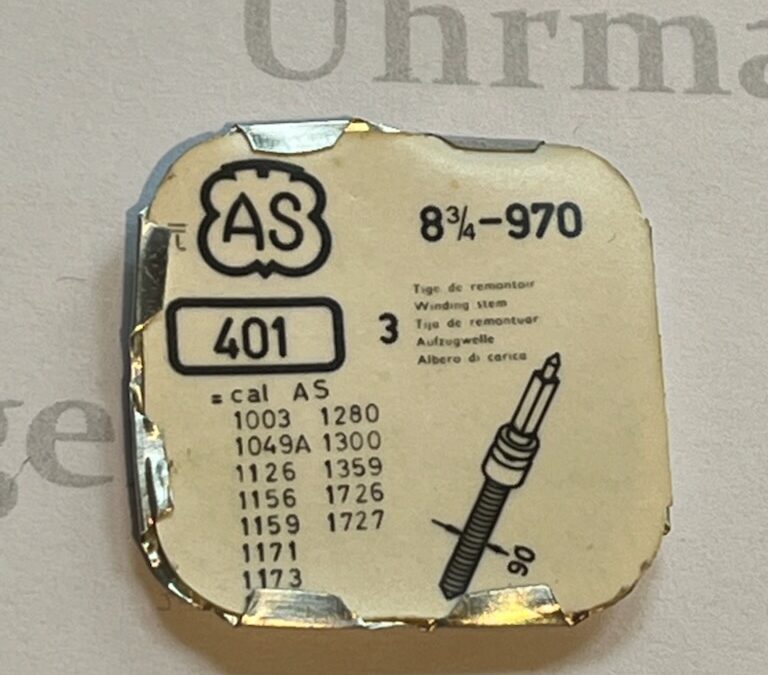 Uhrma
ge
AS
8¾-970
401
3
Tige de remontoir
Winding stem
Tija de remontuar
Aufzugwelle
Albero di carica
= cal AS
1003 1280
1049A 1300
1126 1359
1156 1726
1159 1727
1171
1173
90